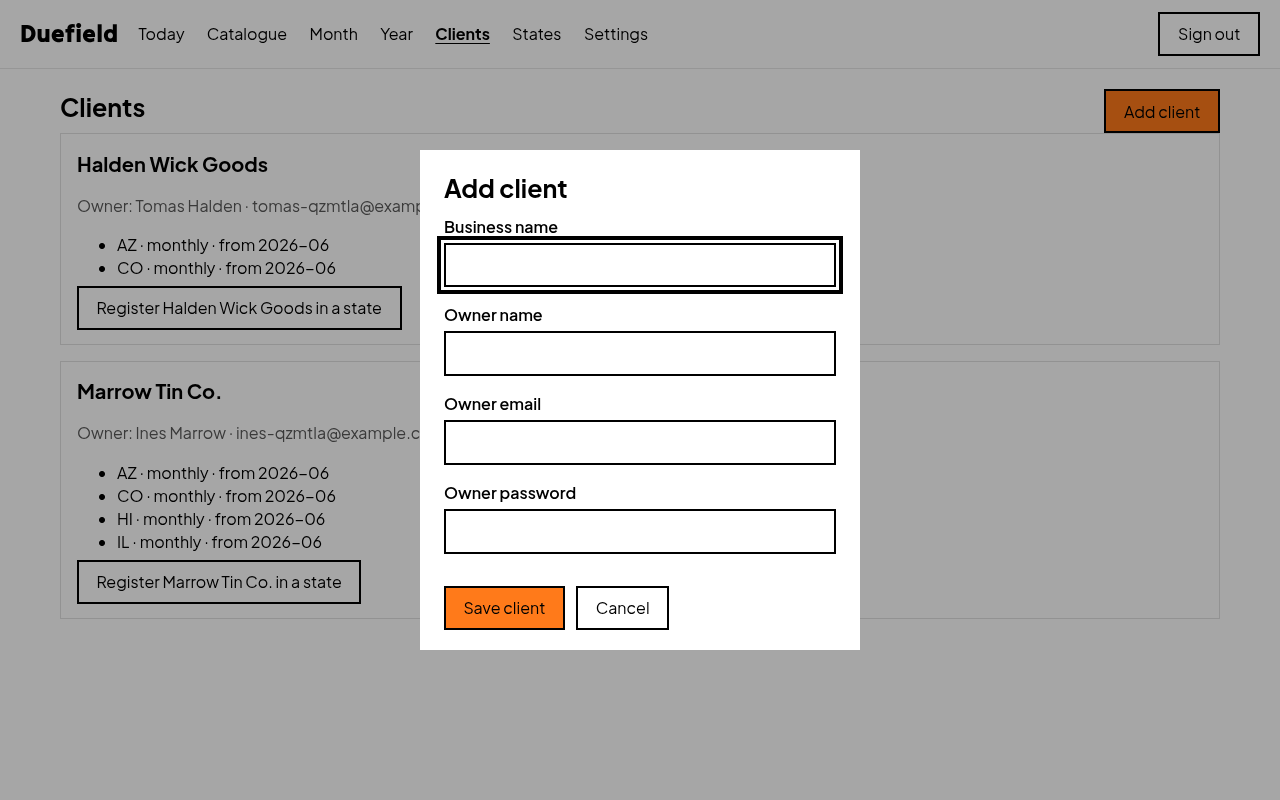 Duefield Today Catalogue Month Year Clients States Settings Sign out
Clients Add client
Halden Wick Goods
Owner: Tomas Halden · tomas-qzmtla@examp
AZ · monthly · from 2026-06
CO · monthly · from 2026-06
Register Halden Wick Goods in a state
Marrow Tin Co.
Owner: Ines Marrow · ines-qzmtla@example.c
AZ · monthly · from 2026-06
CO · monthly · from 2026-06
HI · monthly · from 2026-06
IL · monthly · from 2026-06
Register Marrow Tin Co. in a state
Add client
Business name
Owner name
Owner email
Owner password
Save client Cancel